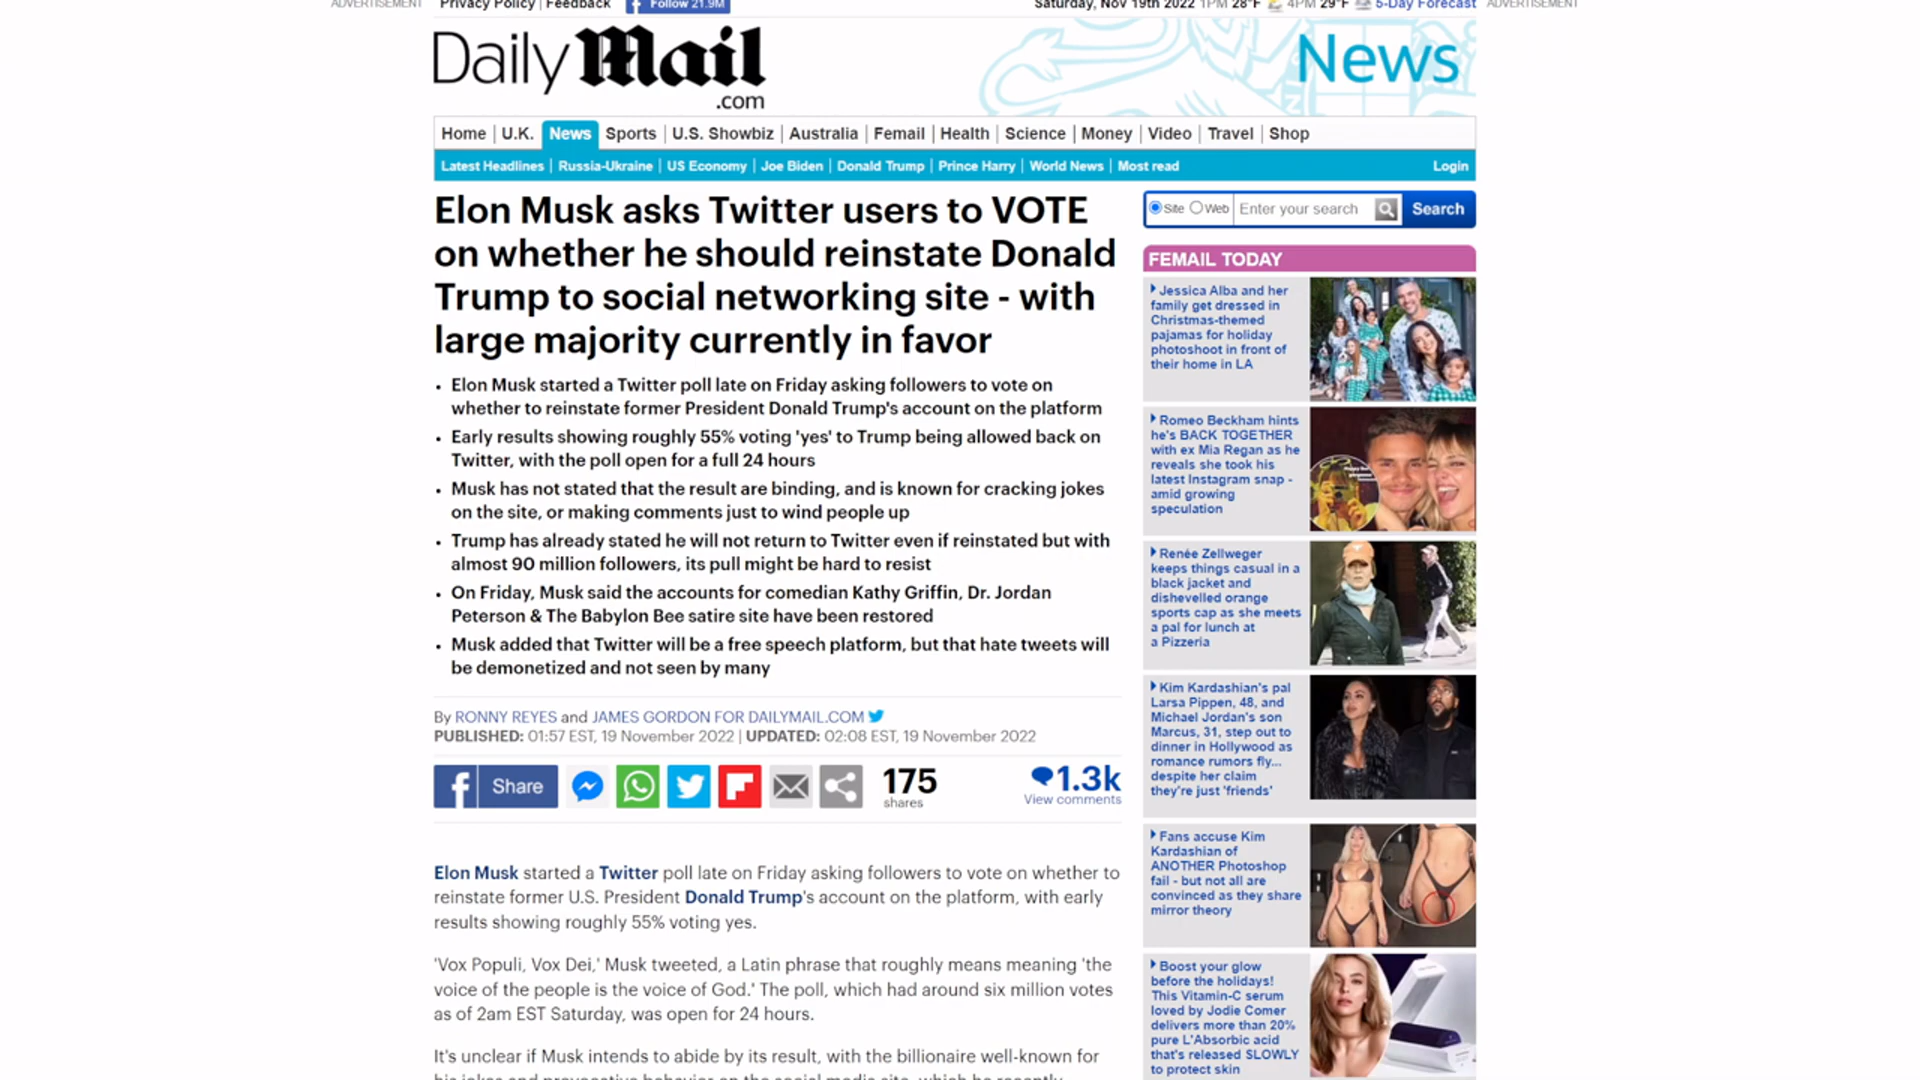 ADVERTISEMENT
Privacy Policy | Feedback
Follow 21.9M
Saturday, Nov 19th 2022 1PM 28°F 4PM 29°F 5-Day Forecast
ADVERTISEMENT
Daily Mail
.com
News
Home | U.K. News Sports | U.S. Showbiz | Australia | Femail | Health | Science | Money | Video | Travel | Shop
Latest Headlines | Russia-Ukraine | US Economy | Joe Biden | Donald Trump | Prince Harry | World News | Most read
Login
Elon Musk asks Twitter users to VOTE
on whether he should reinstate Donald
Trump to social networking site - with
large majority currently in favor
• Elon Musk started a Twitter poll late on Friday asking followers to vote on
whether to reinstate former President Donald Trump's account on the platform
• Early results showing roughly 55% voting 'yes' to Trump being allowed back on
Twitter, with the poll open for a full 24 hours
• Musk has not stated that the result are binding, and is known for cracking jokes
on the site, or making comments just to wind people up
• Trump has already stated he will not return to Twitter even if reinstated but with
almost 90 million followers, its pull might be hard to resist
• On Friday, Musk said the accounts for comedian Kathy Griffin, Dr. Jordan
Peterson & The Babylon Bee satire site have been restored
• Musk added that Twitter will be a free speech platform, but that hate tweets will
be demonetized and not seen by many
By RONNY REYES and JAMES GORDON FOR DAILYMAIL.COM
PUBLISHED: 01:57 EST, 19 November 2022 | UPDATED: 02:08 EST, 19 November 2022
Share
175
shares
1.3k
View comments
Elon Musk started a Twitter poll late on Friday asking followers to vote on whether to
reinstate former U.S. President Donald Trump's account on the platform, with early
results showing roughly 55% voting yes.
'Vox Populi, Vox Dei,' Musk tweeted, a Latin phrase that roughly means meaning 'the
voice of the people is the voice of God.' The poll, which had around six million votes
as of 2am EST Saturday, was open for 24 hours.
It's unclear if Musk intends to abide by its result, with the billionaire well-known for
his jokes and provocative behavior on the social media site, which he recently
Site Web Enter your search Search
FEMAIL TODAY
Jessica Alba and her
family get dressed in
Christmas-themed
pajamas for holiday
photoshoot in front of
their home in LA
Romeo Beckham hints
he's BACK TOGETHER
with ex Mia Regan as he
reveals she took his
latest Instagram snap -
amid growing
speculation
Renée Zellweger
keeps things casual in a
black jacket and
dishevelled orange
sports cap as she meets
a pal for lunch at
a Pizzeria
Kim Kardashian's pal
Larsa Pippen, 48, and
Michael Jordan's son
Marcus, 31, step out to
dinner in Hollywood as
romance rumors fly...
despite her claim
they're just 'friends'
Fans accuse Kim
Kardashian of
ANOTHER Photoshop
fail - but not all are
convinced as they share
mirror theory
Boost your glow
before the holidays!
This Vitamin-C serum
loved by Jodie Comer
delivers more than 20%
pure L'Absorbic acid
that's released SLOWLY
to protect skin